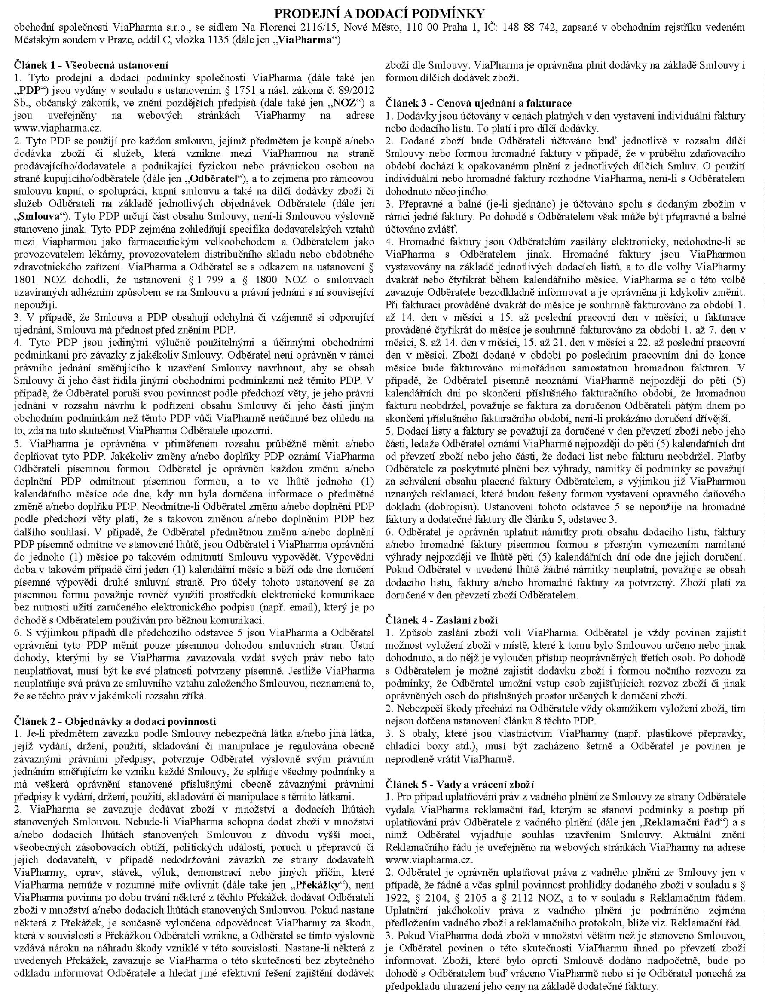 PRODEJNÍ A DODACÍ PODMÍNKY
obchodní společnosti ViaPharma s.r.o., se sídlem Na Florenci 2116/15, Nové Město, 110 00 Praha 1, IČ: 148 88 742, zapsané v obchodním rejstříku vedeném
Městským soudem v Praze, oddíl C, vložka 1135 (dále jen „ViaPharma“)
Článek 1 - Všeobecná ustanovení
1. Tyto prodejní a dodací podmínky společnosti ViaPharma (dále také jen
„PDP“) jsou vydány v souladu s ustanovením § 1751 a násl. zákona č. 89/2012
Sb., občanský zákoník, ve znění pozdějších předpisů (dále také jen „NOZ“) a
jsou uveřejněny na webových stránkách ViaPharmy na adrese
www.viapharma.cz.
2. Tyto PDP se použijí pro každou smlouvu, jejímž předmětem je koupě a/nebo
dodávka zboží či služeb, která vznikne mezi ViaPharmou na straně
prodávajícího/dodavatele a podnikající fyzickou nebo právnickou osobou na
straně kupujícího/odběratele (dále jen „Odběratel“), a to zejména pro rámcovou
smlouvu kupní, o spolupráci, kupní smlouvu a také na dílčí dodávky zboží či
služeb Odběrateli na základě jednotlivých objednávek Odběratele (dále jen
„Smlouva“). Tyto PDP určují část obsahu Smlouvy, není-li Smlouvou výslovně
stanoveno jinak. Tyto PDP zejména zohledňují specifika dodavatelských vztahů
mezi Viapharmou jako farmaceutickým velkoobchodem a Odběratelem jako
provozovatelem lékárny, provozovatelem distribučního skladu nebo obdobného
zdravotnického zařízení. ViaPharma a Odběratel se s odkazem na ustanovení §
1801 NOZ dohodli, že ustanovení § 1 799 a § 1800 NOZ o smlouvách
uzavíraných adhézním způsobem se na Smlouvu a právní jednání s ní související
nepoužijí.
3. V případě, že Smlouva a PDP obsahují odchylná či vzájemně si odporující
ujednání, Smlouva má přednost před zněním PDP.
4. Tyto PDP jsou jedinými výlučně použitelnými a účinnými obchodními
podmínkami pro závazky z jakékoliv Smlouvy. Odběratel není oprávněn v rámci
právního jednání směřujícího k uzavření Smlouvy navrhnout, aby se obsah
Smlouvy či jeho část řídila jinými obchodními podmínkami než těmito PDP. V
případě, že Odběratel poruší svou povinnost podle předchozí věty, je jeho právní
jednání v rozsahu návrhu k podřízení obsahu Smlouvy či jeho části jiným
obchodním podmínkám než těmto PDP vůči ViaPharmě neúčinné bez ohledu na
to, zda na tuto skutečnost ViaPharma Odběratele upozorní.
5. ViaPharma je oprávněna v přiměřeném rozsahu průběžně měnit a/nebo
doplňovat tyto PDP. Jakékoliv změny a/nebo doplňky PDP oznámí ViaPharma
Odběrateli písemnou formou. Odběratel je oprávněn každou změnu a/nebo
doplnění PDP odmítnout písemnou formou, a to ve lhůtě jednoho (1)
kalendářního měsíce ode dne, kdy mu byla doručena informace o předmětné
změně a/nebo doplňku PDP. Neodmítne-li Odběratel změnu a/nebo doplnění PDP
podle předchozí věty platí, že s takovou změnou a/nebo doplněním PDP bez
dalšího souhlasí. V případě, že Odběratel předmětnou změnu a/nebo doplnění
PDP písemně odmítne ve stanovené lhůtě, jsou Odběratel i ViaPharma oprávněni
do jednoho (1) měsíce po takovém odmítnutí Smlouvu vypovědět. Výpovědní
doba v takovém případě činí jeden (1) kalendářní měsíc a běží ode dne doručení
písemné výpovědi druhé smluvní straně. Pro účely tohoto ustanovení se za
písemnou formu považuje rovněž využití prostředků elektronické komunikace
bez nutnosti užití zaručeného elektronického podpisu (např. email), který je po
dohodě s Odběratelem používán pro běžnou komunikaci.
6. S výjimkou případů dle předchozího odstavce 5 jsou ViaPharma a Odběratel
oprávněni tyto PDP měnit pouze písemnou dohodou smluvních stran. Ústní
dohody, kterými by se ViaPharma zavazovala vzdát svých práv nebo tato
neuplatňovat, musí být ke své platnosti potvrzeny písemně. Jestliže ViaPharma
neuplatňuje svá práva ze smluvního vztahu založeného Smlouvou, neznamená to,
že se těchto práv v jakémkoli rozsahu zříká.
Článek 2 - Objednávky a dodací povinnosti
1. Je-li předmětem závazku podle Smlouvy nebezpečná látka a/nebo jiná látka,
jejíž vydání, držení, použití, skladování či manipulace je regulována obecně
závaznými právními předpisy, potvrzuje Odběratel výslovně svým právním
jednáním směřujícím ke vzniku každé Smlouvy, že splňuje všechny podmínky a
má veškerá oprávnění stanovené příslušnými obecně závaznými právními
předpisy k vydání, držení, použití, skladování či manipulace s těmito látkami.
2. ViaPharma se zavazuje dodávat zboží v množství a dodacích lhůtách
stanovených Smlouvou. Nebude-li ViaPharma schopna dodat zboží v množství
a/nebo dodacích lhůtách stanovených Smlouvou z důvodu vyšší moci,
všeobecných zásobovacích obtíží, politických událostí, poruch u přepravců či
jejich dodavatelů, v případě nedodržování závazků ze strany dodavatelů
ViaPharmy, oprav, stávek, výluk, demonstrací nebo jiných příčin, které
ViaPharma nemůže v rozumné míře ovlivnit (dále také jen „Překážky“), není
ViaPharma povinna po dobu trvání některé z těchto Překážek dodávat Odběrateli
zboží v množství a/nebo dodacích lhůtách stanovených Smlouvou. Pokud nastane
některá z Překážek, je současně vyloučena odpovědnost ViaPharmy za škodu,
která v souvislosti s Překážkou Odběrateli vznikne, a Odběratel se tímto výslovně
vzdává nároku na náhradu škody vzniklé v této souvislosti. Nastane-li některá z
uvedených Překážek, zavazuje se ViaPharma o této skutečnosti bez zbytečného
odkladu informovat Odběratele a hledat jiné efektivní řešení zajištění dodávek
zboží dle Smlouvy. ViaPharma je oprávněna plnit dodávky na základě Smlouvy i
formou dílčích dodávek zboží.
Článek 3 - Cenová ujednání a fakturace
1. Dodávky jsou účtovány v cenách platných v den vystavení individuální faktury
nebo dodacího listu. To platí i pro dílčí dodávky.
2. Dodané zboží bude Odběrateli účtováno buď jednotlivě v rozsahu dílčí
Smlouvy nebo formou hromadné faktury v případě, že v průběhu zdaňovacího
období dochází k opakovanému plnění z jednotlivých dílčích Smluv. O použití
individuální nebo hromadné faktury rozhodne ViaPharma, není-li s Odběratelem
dohodnuto něco jiného.
3. Přepravné a balné (je-li sjednáno) je účtováno spolu s dodaným zbožím v
rámci jedné faktury. Po dohodě s Odběratelem však může být přepravné a balné
účtováno zvlášť.
4. Hromadné faktury jsou Odběratelům zasílány elektronicky, nedohodne-li se
ViaPharma s Odběratelem jinak. Hromadné faktury jsou ViaPharmou
vystavovány na základě jednotlivých dodacích listů, a to dle volby ViaPharmy
dvakrát nebo čtyřikrát během kalendářního měsíce. ViaPharma se o této volbě
zavazuje Odběratele bezodkladně informovat a je oprávněna ji kdykoliv změnit.
Při fakturaci prováděné dvakrát do měsíce je souhrnně fakturováno za období 1.
až 14. den v měsíci a 15. až poslední pracovní den v měsíci; u fakturace
prováděné čtyřikrát do měsíce je souhrnně fakturováno za období 1. až 7. den v
měsíci, 8. až 14. den v měsíci, 15. až 21. den v měsíci a 22. až poslední pracovní
den v měsíci. Zboží dodané v období po posledním pracovním dni do konce
měsíce bude fakturováno mimořádnou samostatnou hromadnou fakturou. V
případě, že Odběratel písemně neoznámí ViaPharmě nejpozději do pěti (5)
kalendářních dní po skončení příslušného fakturačního období, že hromadnou
fakturu neobdržel, považuje se faktura za doručenou Odběrateli pátým dnem po
skončení příslušného fakturačního období, není-li prokázáno doručení dřívější.
5. Dodací listy a faktury se považují za doručené v den převzetí zboží nebo jeho
části, ledaže Odběratel oznámí ViaPharmě nejpozději do pěti (5) kalendářních dní
od převzetí zboží nebo jeho části, že dodací list nebo fakturu neobdržel. Platby
Odběratele za poskytnuté plnění bez výhrady, námitky či podmínky se považují
za schválení obsahu placené faktury Odběratelem, s výjimkou již ViaPharmou
uznaných reklamací, které budou řešeny formou vystavení opravného daňového
dokladu (dobropisu). Ustanovení tohoto odstavce 5 se nepoužije na hromadné
faktury a dodatečné faktury dle článku 5, odstavec 3.
6. Odběratel je oprávněn uplatnit námitky proti obsahu dodacího listu, faktury
a/nebo hromadné faktury písemnou formou s přesným vymezením namítané
výhrady nejpozději ve lhůtě pěti (5) kalendářních dní ode dne jejich doručení.
Pokud Odběratel v uvedené lhůtě žádné námitky neuplatní, považuje se obsah
dodacího listu, faktury a/nebo hromadné faktury za potvrzený. Zboží platí za
doručené v den převzetí zboží Odběratelem.
Článek 4 - Zaslání zboží
1. Způsob zaslání zboží volí ViaPharma. Odběratel je vždy povinen zajistit
možnost vyložení zboží v místě, které k tomu bylo Smlouvou určeno nebo jinak
dohodnuto, a do nějž je vyloučen přístup neoprávněných třetích osob. Po dohodě
s Odběratelem je možné zajistit dodávku zboží i formou nočního rozvozu za
podmínky, že Odběratel umožní vstup osob zajišťujících rozvoz zboží či jinak
oprávněných osob do příslušných prostor určených k doručení zboží.
2. Nebezpečí škody přechází na Odběratele vždy okamžikem vyložení zboží, tím
nejsou dotčena ustanovení článku 8 těchto PDP.
3. S obaly, které jsou vlastnictvím ViaPharmy (např. plastikové přepravky,
chladící boxy atd.), musí být zacházeno šetrně a Odběratel je povinen je
neprodleně vrátit ViaPharmě.
Článek 5 - Vady a vrácení zboží
1. Pro případ uplatňování práv z vadného plnění ze Smlouvy ze strany Odběratele
vydala ViaPharma reklamační řád, kterým se stanoví podmínky a postup při
uplatňování práv Odběratele z vadného plnění (dále jen „Reklamační řád“) a s
nímž Odběratel vyjadřuje souhlas uzavřením Smlouvy. Aktuální znění
Reklamačního řádu je uveřejněno na webových stránkách ViaPharmy na adrese
www.viapharma.cz.
2. Odběratel je oprávněn uplatňovat práva z vadného plnění ze Smlouvy jen v
případě, že řádně a včas splnil povinnost prohlídky dodaného zboží v souladu s §
1922, § 2104, § 2105 a § 2112 NOZ, a to v souladu s Reklamačním řádem.
Uplatnění jakéhokoliv práva z vadného plnění je podmíněno zejména
předložením vadného zboží a reklamačního protokolu, blíže viz. Reklamační řád.
3. Pokud ViaPharma dodá zboží v množství větším než je stanoveno Smlouvou,
je Odběratel povinen o této skutečnosti ViaPharmu ihned po převzetí zboží
informovat. Zboží, které bylo oproti Smlouvě dodáno nadpočetně, bude po
dohodě s Odběratelem buď vráceno ViaPharmě nebo si je Odběratel ponechá za
předpokladu uhrazení jeho ceny na základě dodatečné faktury.